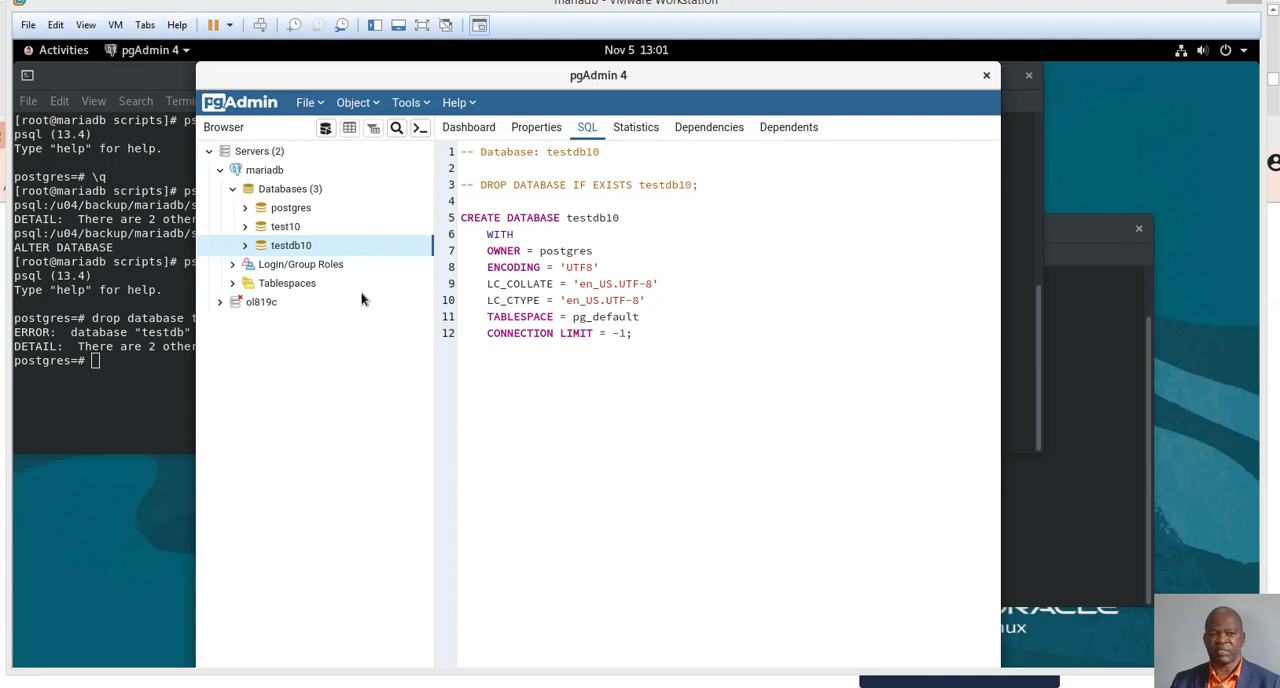 mariadb - VMware Workstation
File Edit View VM Tabs Help
Activities pgAdmin 4 Nov 5 13:01
pgAdmin 4
File Edit View Search
[root@mariadb scripts]# ps
psql (13.4)
Type "help" for help.
postgres=# \q
[root@mariadb scripts]# ps
psql:/u04/backup/mariadb/s
DETAIL: There are 2 other
psql:/u04/backup/mariadb/s
ALTER DATABASE
[root@mariadb scripts]# ps
psql (13.4)
Type "help" for help.
postgres=# drop database t
ERROR: database "testdb"
DETAIL: There are 2 other
postgres=#
pgAdmin File Object Tools Help
Browser
Dashboard Properties SQL Statistics Dependencies Dependents
Servers (2)
mariadb
Databases (3)
postgres
test10
testdb10
Login/Group Roles
Tablespaces
ol819c
1 -- Database: testdb10
2
3 -- DROP DATABASE IF EXISTS testdb10;
4
5 CREATE DATABASE testdb10
6 WITH
7 OWNER = postgres
8 ENCODING = 'UTF8'
9 LC_COLLATE = 'en_US.UTF-8'
10 LC_CTYPE = 'en_US.UTF-8'
11 TABLESPACE = pg_default
12 CONNECTION LIMIT = -1;
ORACLE